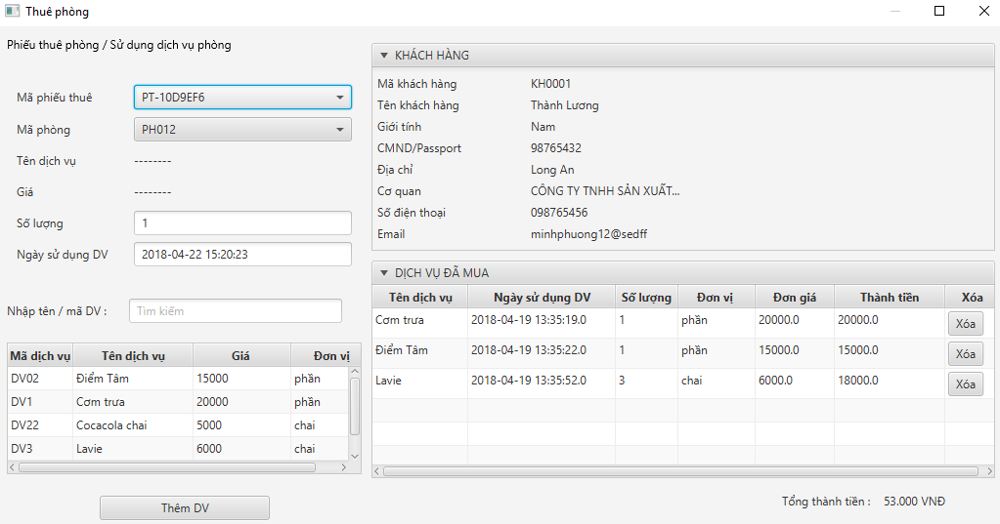 Thuê phòng
Phiếu thuê phòng / Sử dụng dịch vụ phòng
Mã phiếu thuê PT-10D9EF6
Mã phòng PH012
Tên dịch vụ --------
Giá --------
Số lượng 1
Ngày sử dụng DV 2018-04-22 15:20:23
Nhập tên / mã DV : Tìm kiếm
Mã dịch vụ Tên dịch vụ Giá Đơn vị
DV02 Điểm Tâm 15000 phần
DV1 Cơm trưa 20000 phần
DV22 Cocacola chai 5000 chai
DV3 Lavie 6000 chai
Thêm DV
KHÁCH HÀNG
Mã khách hàng KH0001
Tên khách hàng Thành Lương
Giới tính Nam
CMND/Passport 98765432
Địa chỉ Long An
Cơ quan CÔNG TY TNHH SẢN XUẤT...
Số điện thoại 098765456
Email minhphuong12@sedff
DỊCH VỤ ĐÃ MUA
Tên dịch vụ Ngày sử dụng DV Số lượng Đơn vị Đơn giá Thành tiền Xóa
Cơm trưa 2018-04-19 13:35:19.0 1 phần 20000.0 20000.0 Xóa
Điểm Tâm 2018-04-19 13:35:22.0 1 phần 15000.0 15000.0 Xóa
Lavie 2018-04-19 13:35:52.0 3 chai 6000.0 18000.0 Xóa
Tổng thành tiền : 53.000 VNĐ